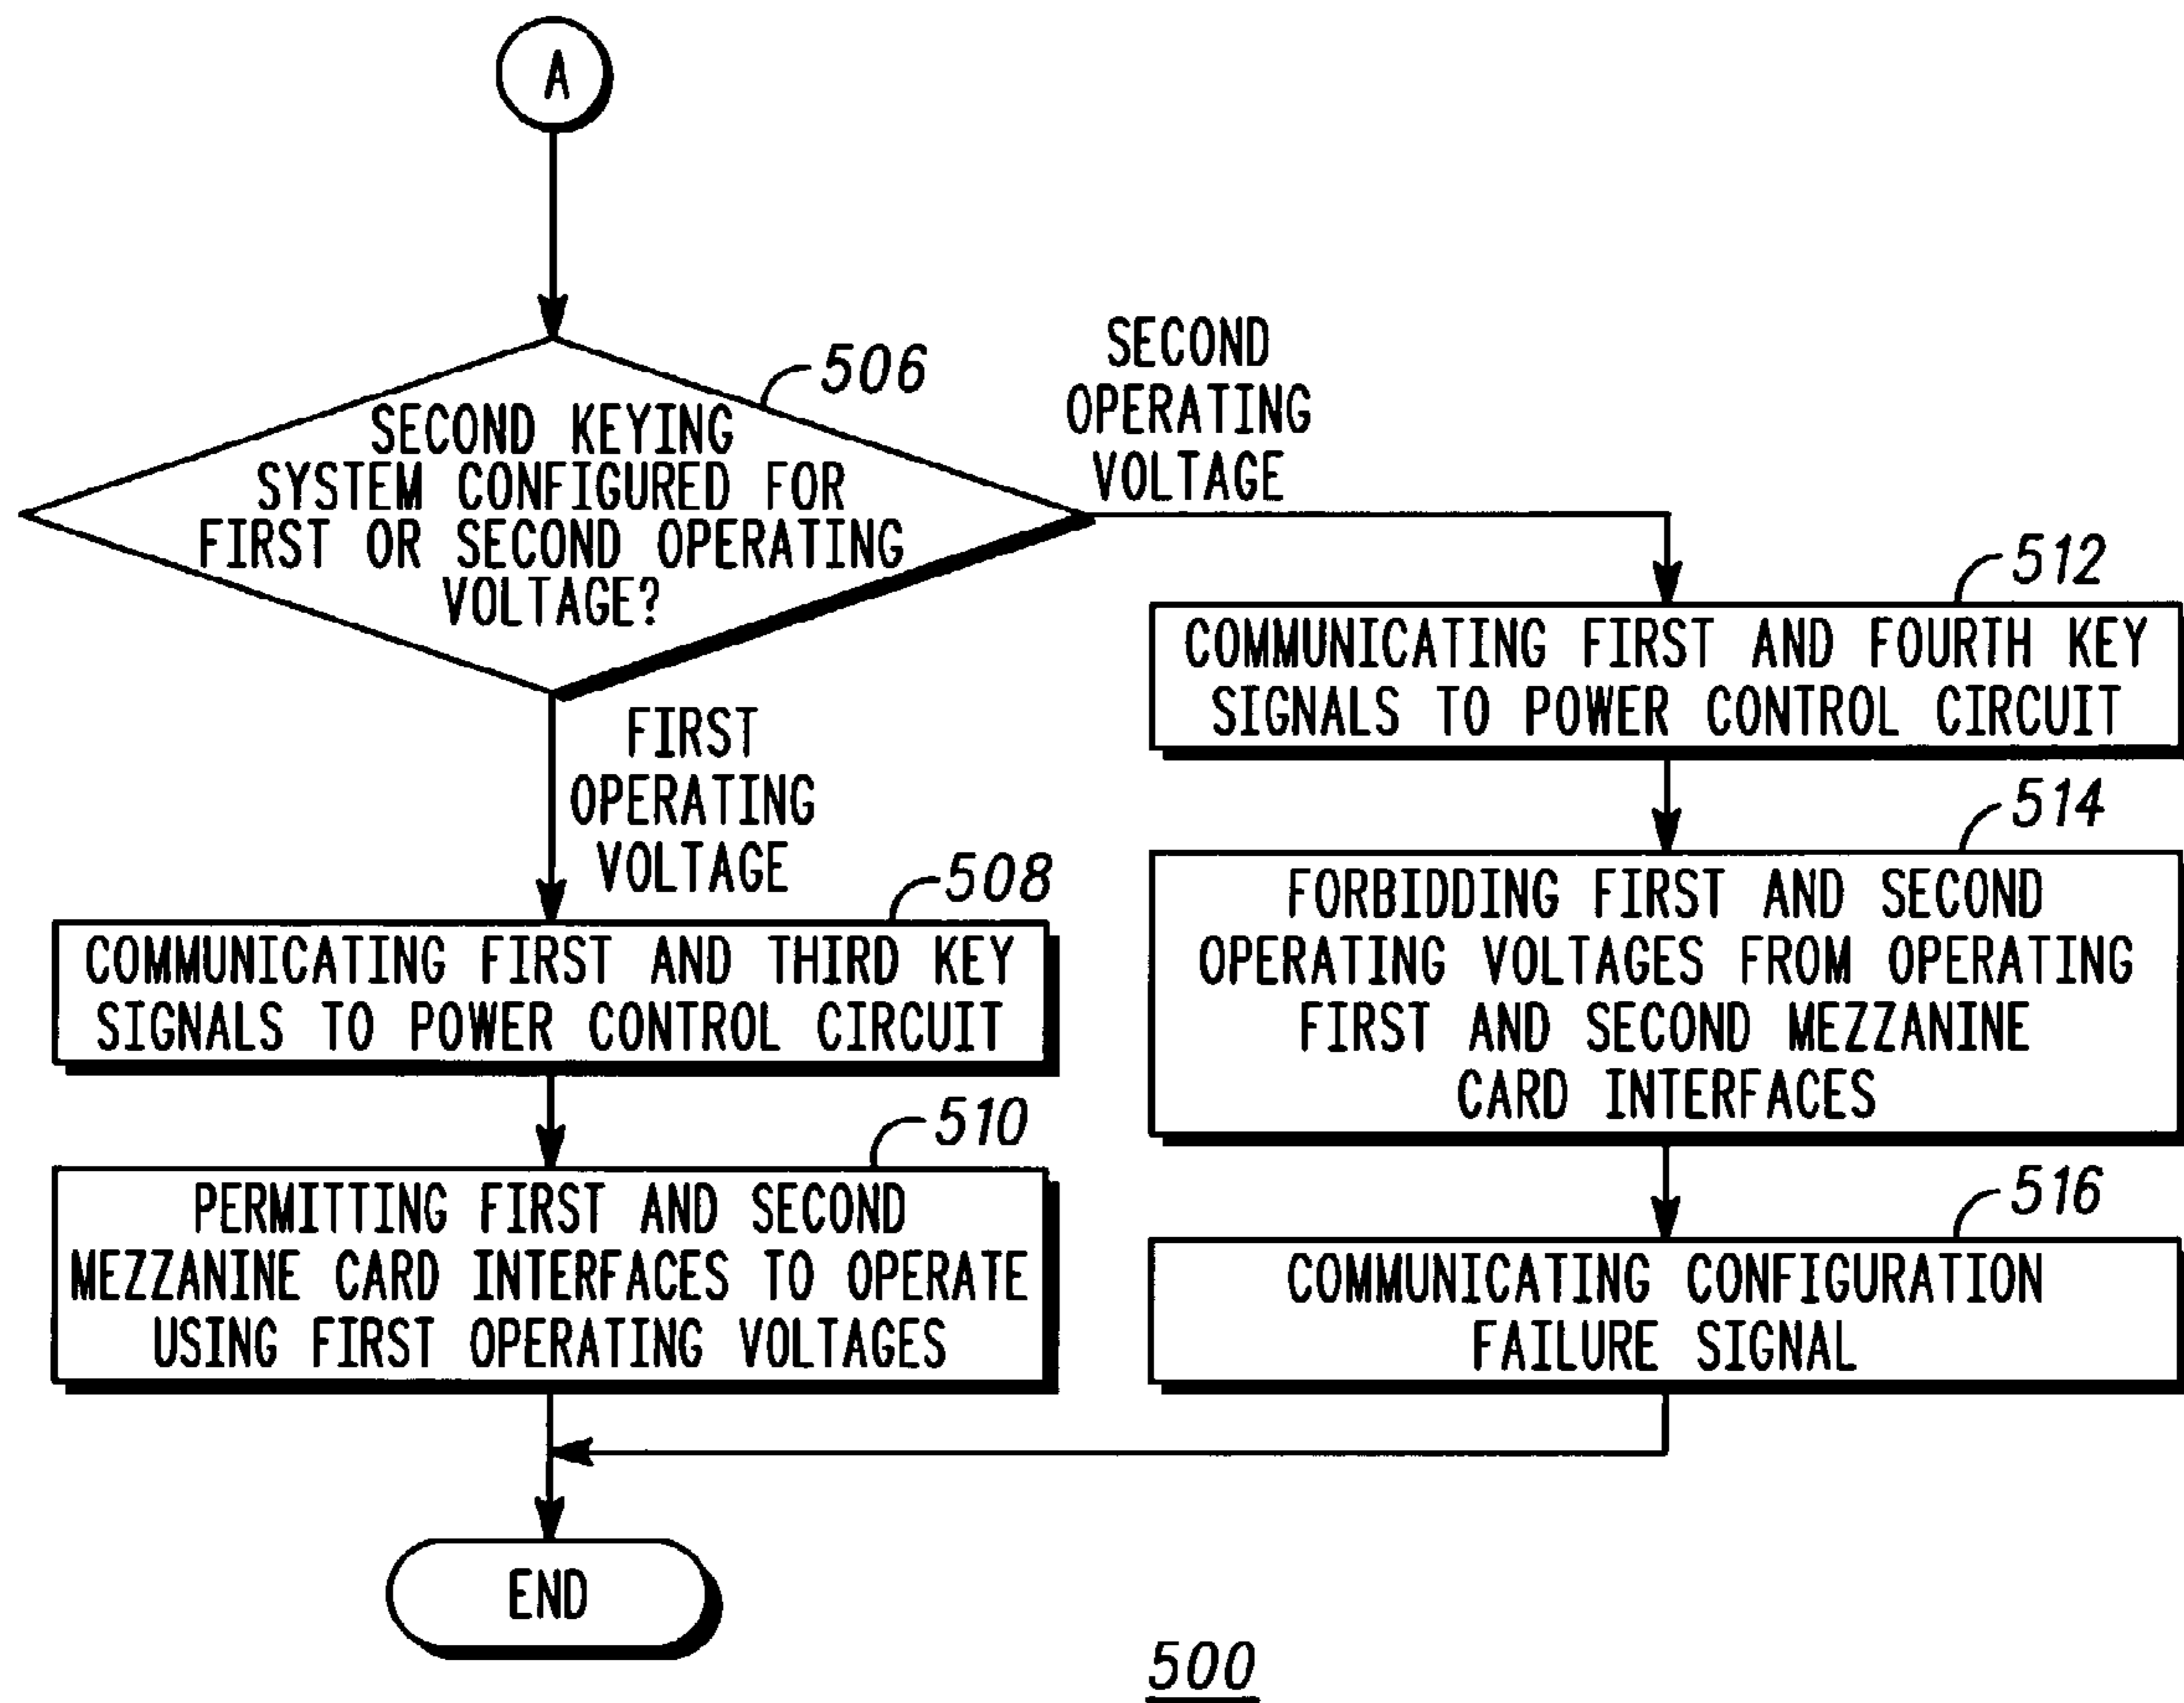 A
506
SECOND KEYING
SYSTEM CONFIGURED FOR
FIRST OR SECOND OPERATING
VOLTAGE?
SECOND
OPERATING
VOLTAGE
FIRST
OPERATING
VOLTAGE
508
COMMUNICATING FIRST AND THIRD KEY
SIGNALS TO POWER CONTROL CIRCUIT
510
PERMITTING FIRST AND SECOND
MEZZANINE CARD INTERFACES TO OPERATE
USING FIRST OPERATING VOLTAGES
512
COMMUNICATING FIRST AND FOURTH KEY
SIGNALS TO POWER CONTROL CIRCUIT
514
FORBIDDING FIRST AND SECOND
OPERATING VOLTAGES FROM OPERATING
FIRST AND SECOND MEZZANINE
CARD INTERFACES
516
COMMUNICATING CONFIGURATION
FAILURE SIGNAL
END
500